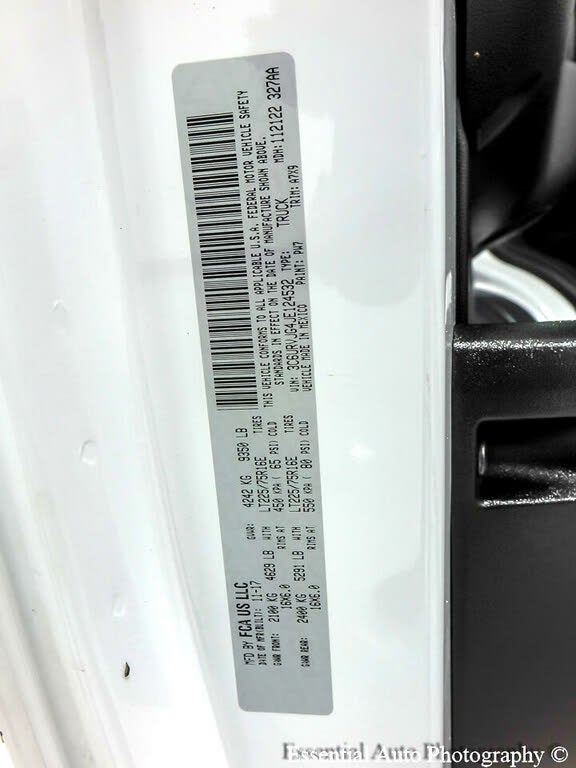 MFD BY FCA US LLC
DATE OF MFR(BUILT): 11-17 GVWR: 4242 KG 9350 LB
GAWR FRONT: 2100 KG 4629 LB WITH LT225/75R16E TIRES
16X6.0 RIMS AT 450 KPA ( 65 PSI) COLD
GAWR REAR: 2400 KG 5291 LB WITH LT225/75R16E TIRES
16X6.0 RIMS AT 550 KPA ( 80 PSI) COLD
THIS VEHICLE CONFORMS TO ALL APPLICABLE U.S.A. FEDERAL MOTOR VEHICLE SAFETY
STANDARDS IN EFFECT ON THE DATE OF MANUFACTURE SHOWN ABOVE.
VIN: 3C6URVJG4JE124532 TYPE: TRUCK MDH: 112122 327AA
VEHICLE MADE IN MEXICO PAINT: PW7 TRIM: A7X9
Essential Auto Photography ©